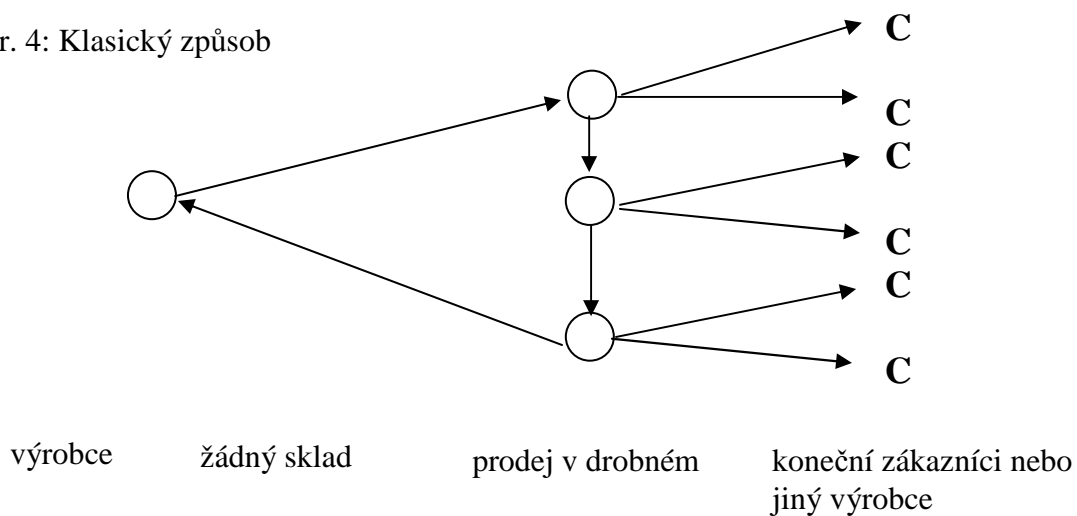 r. 4: Klasický způsob
C
C
C
C
C
C
výrobce žádný sklad prodej v drobném koneční zákazníci nebo
jiný výrobce